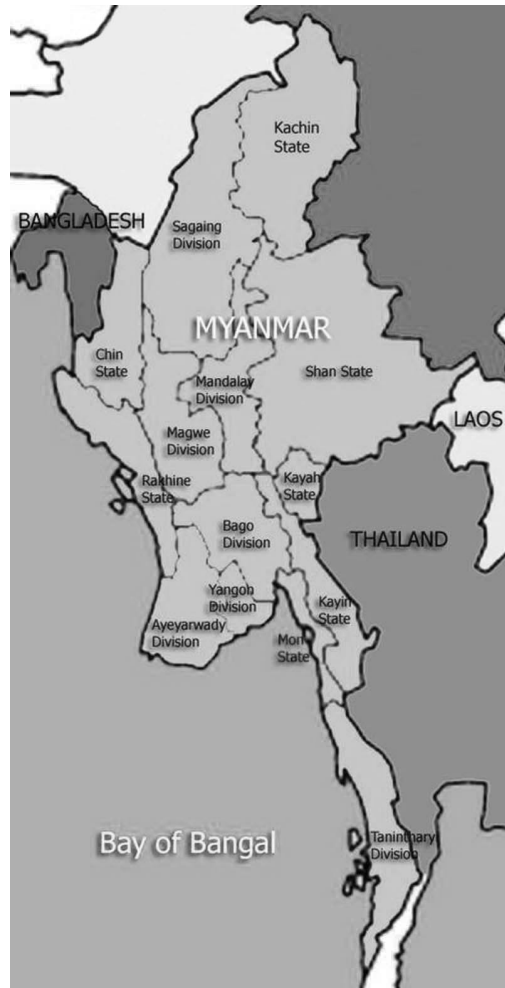 Kachin
State
BANGLADESH
Sagaing
Division
MYANMAR
Chin
State
Mandalay
Division
Shan State
LAOS
Magwe
Division
Rakhine
State
Kayah
State
Bago
Division
THAILAND
Yangon
Division
Kayin
State
Ayeyarwady
Division
Mon
State
Bay of Bangal
Tanintharyi
Division